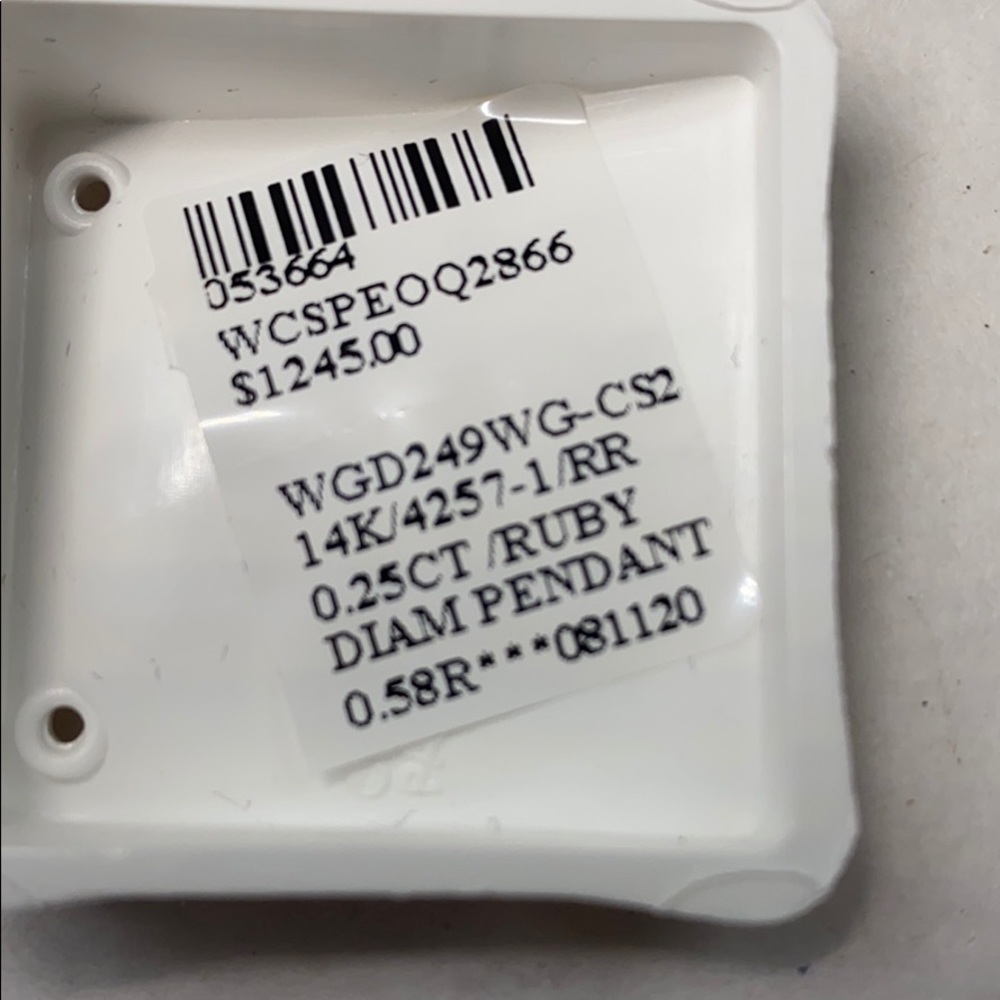 053664
WCSPEOQ2866
$1245.00
WGD249WG-CS2
14K/4257-1/RR
0.25CT /RUBY
DIAM PENDANT
0.58R***081120